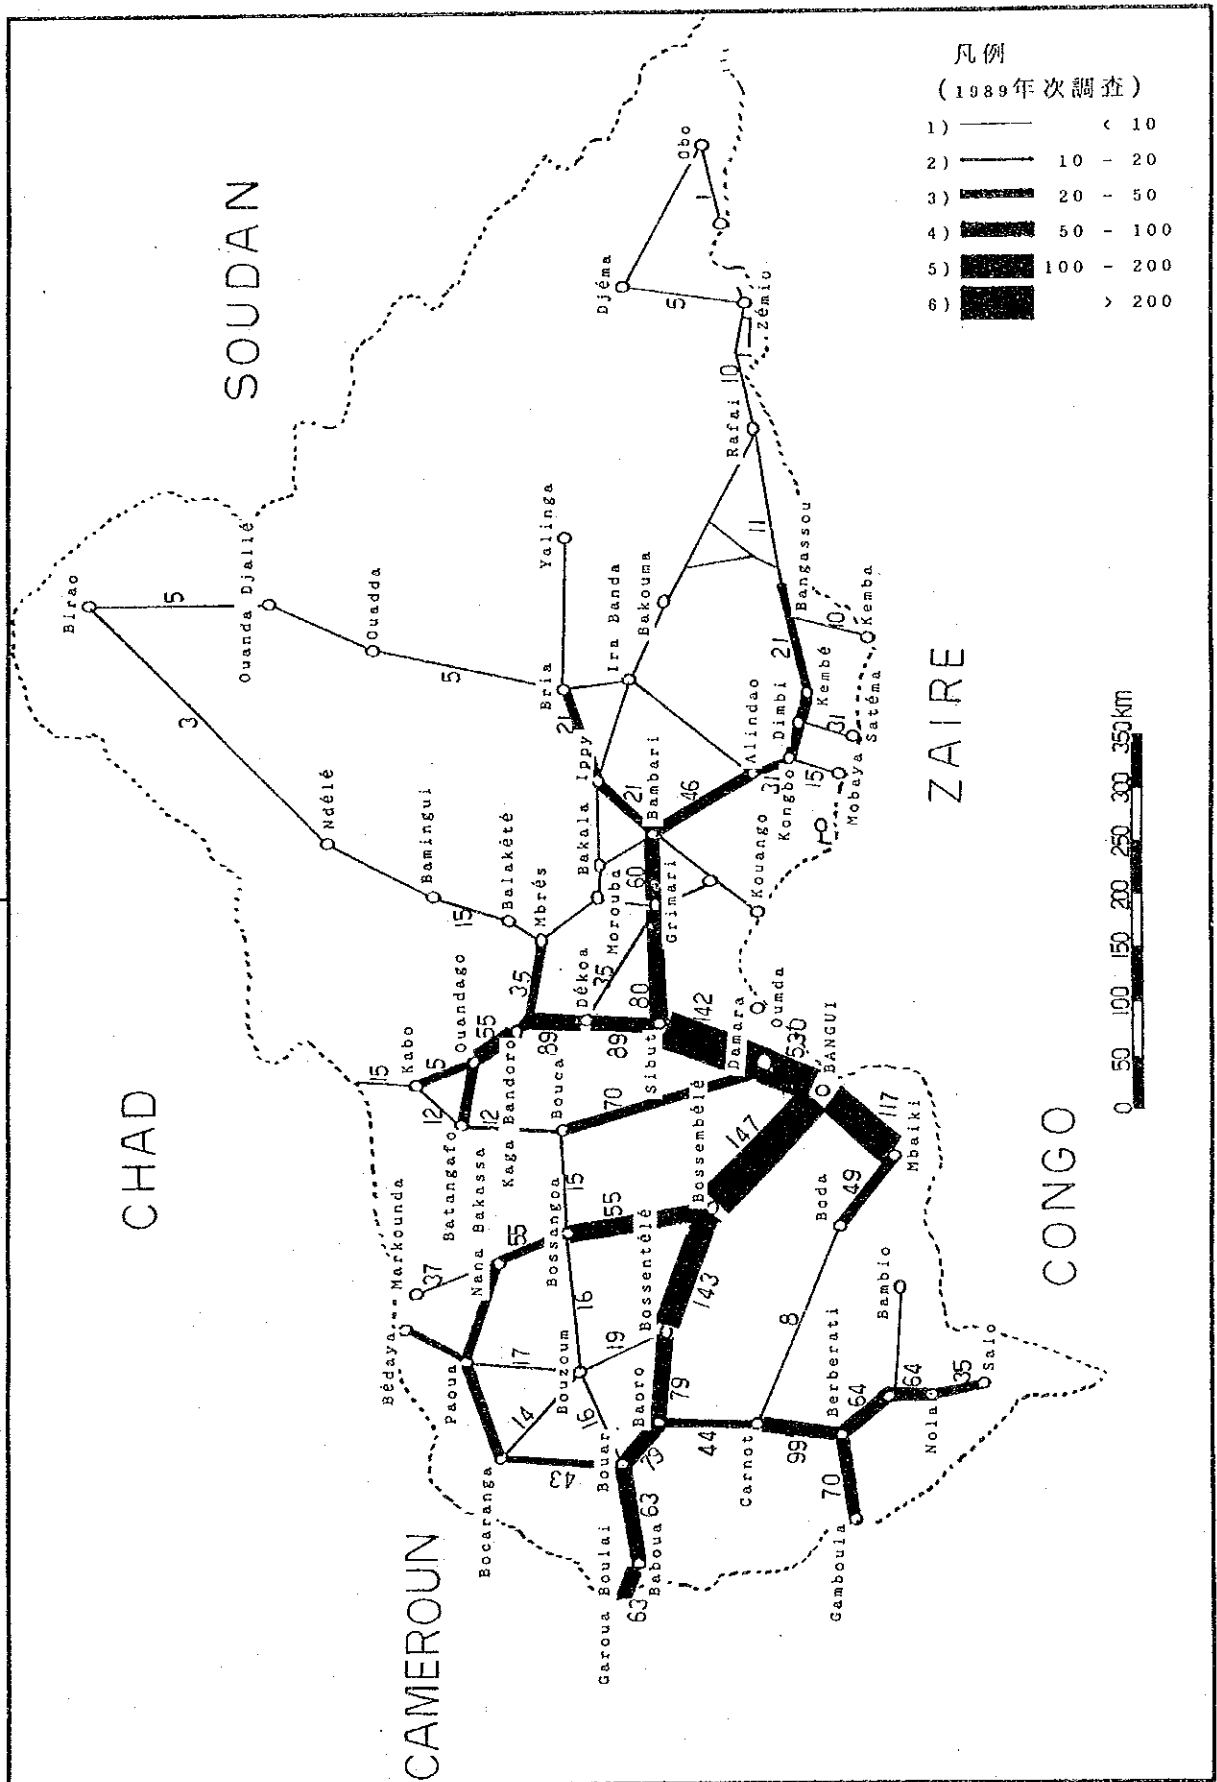 凡例
(1989年次調査)
1) < 10
2) 10 - 20
3) 20 - 50
4) 50 - 100
5) 100 - 200
6) > 200
SOUDAN
CHAD
CAMEROUN
CONGO
ZAIRE
Obo
1
Djéma
5
Zémio
1
10
Rafai
11
Birao
5
Ouanda Djallé
Ouadda
5
3
Yalinga
Bria
21
Ira Banda
Bakouma
Bangassou
10
Kemba
21
Kembé
Dimbi
31
Satéma
Alindao
31
Kongbo
15
Mobaya
Ippy
21
Bambari
46
Ndélé
Bamingui
15
Balakété
Mbrés
Bakala
Morouba
60
Grimari
Kouango
35
35
Dékoa
89
89
80
Sibut
142
Damara
Oumda
530
BANGUI
Kabo
15
5
Ouandago
55
Kaga Bandoro
12
Batangafo
12
Bouca
70
15
Bossangoa
55
Bossembélé
147
117
Mbaiki
49
Boda
Markounda
37
Nana Bakassa
55
Bédaya
Paoua
17
16
Bouzoum
19
Bossentélé
143
14
16
Bocaranga
43
Bouar
Baoro
79
79
44
Carnot
8
99
Berberati
64
64
Nola
35
Salo
Bambio
70
Gamboula
63
Baboua
63
Garoua Boulai
0 50 100 150 200 250 300 350km